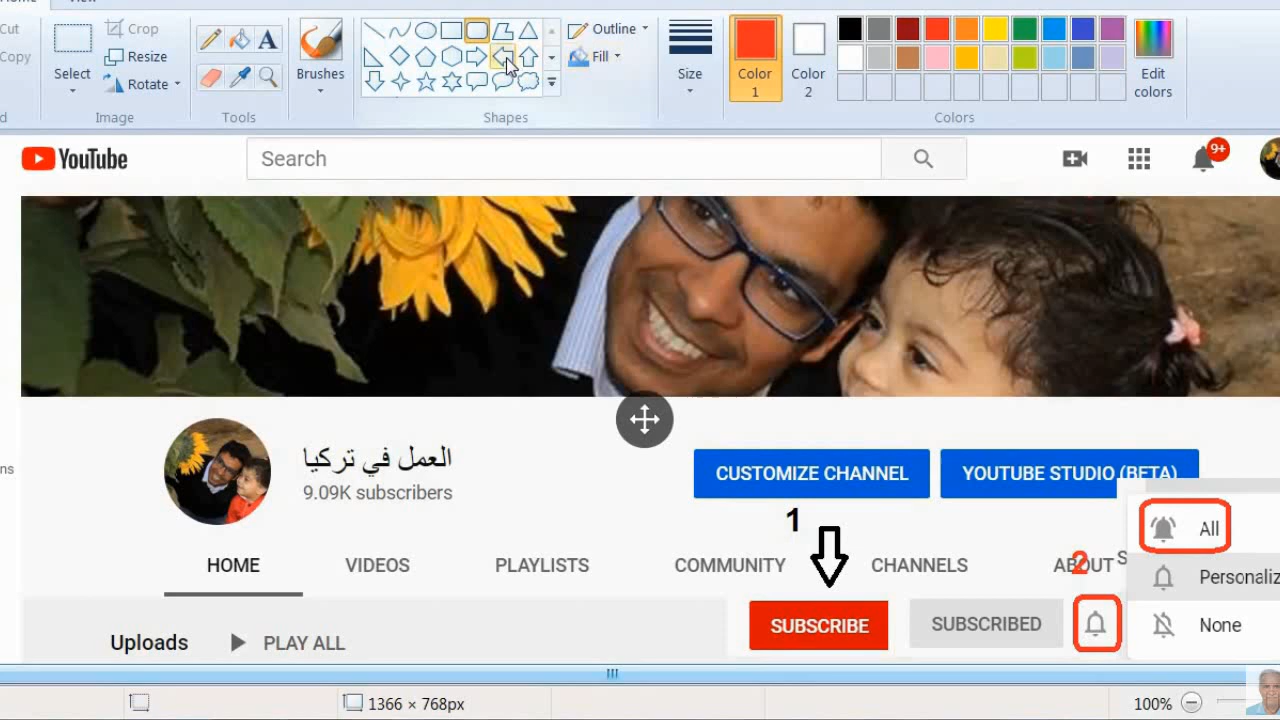 Cut
Copy
Select
Crop
Resize
Rotate
Image
Tools
Brushes
Shapes
Outline
Fill
Size
Color
1
Color
2
Edit
colors
Colors
YouTube
Search
9+
العمل في تركيا
9.09K subscribers
CUSTOMIZE CHANNEL
YOUTUBE STUDIO (BETA)
1
All
HOME
VIDEOS
PLAYLISTS
COMMUNITY
CHANNELS
ABOUT
2
Personaliz
SUBSCRIBE
SUBSCRIBED
None
Uploads
PLAY ALL
1366 × 768px
100%